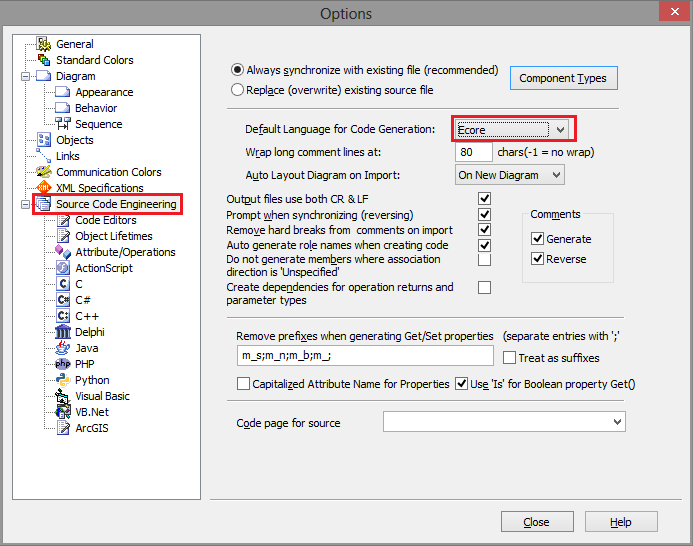 Options
General
Standard Colors
Diagram
Appearance
Behavior
Sequence
Objects
Links
Communication Colors
XML Specifications
Source Code Engineering
Code Editors
Object Lifetimes
Attribute/Operations
ActionScript
C
C#
C++
Delphi
Java
PHP
Python
Visual Basic
VB.Net
ArcGIS
Always synchronize with existing file (recommended)
Replace (overwrite) existing source file
Component Types
Default Language for Code Generation: Ecore
Wrap long comment lines at: 80 chars(-1 = no wrap)
Auto Layout Diagram on Import: On New Diagram
Output files use both CR & LF
Prompt when synchronizing (reversing)
Remove hard breaks from comments on import
Auto generate role names when creating code
Do not generate members where association
direction is 'Unspecified'
Create dependencies for operation returns and
parameter types
Comments
Generate
Reverse
Remove prefixes when generating Get/Set properties (separate entries with ';'
m_s;m_n;m_b;m_; Treat as suffixes
Capitalized Attribute Name for Properties Use 'Is' for Boolean property Get()
Code page for source
Close Help